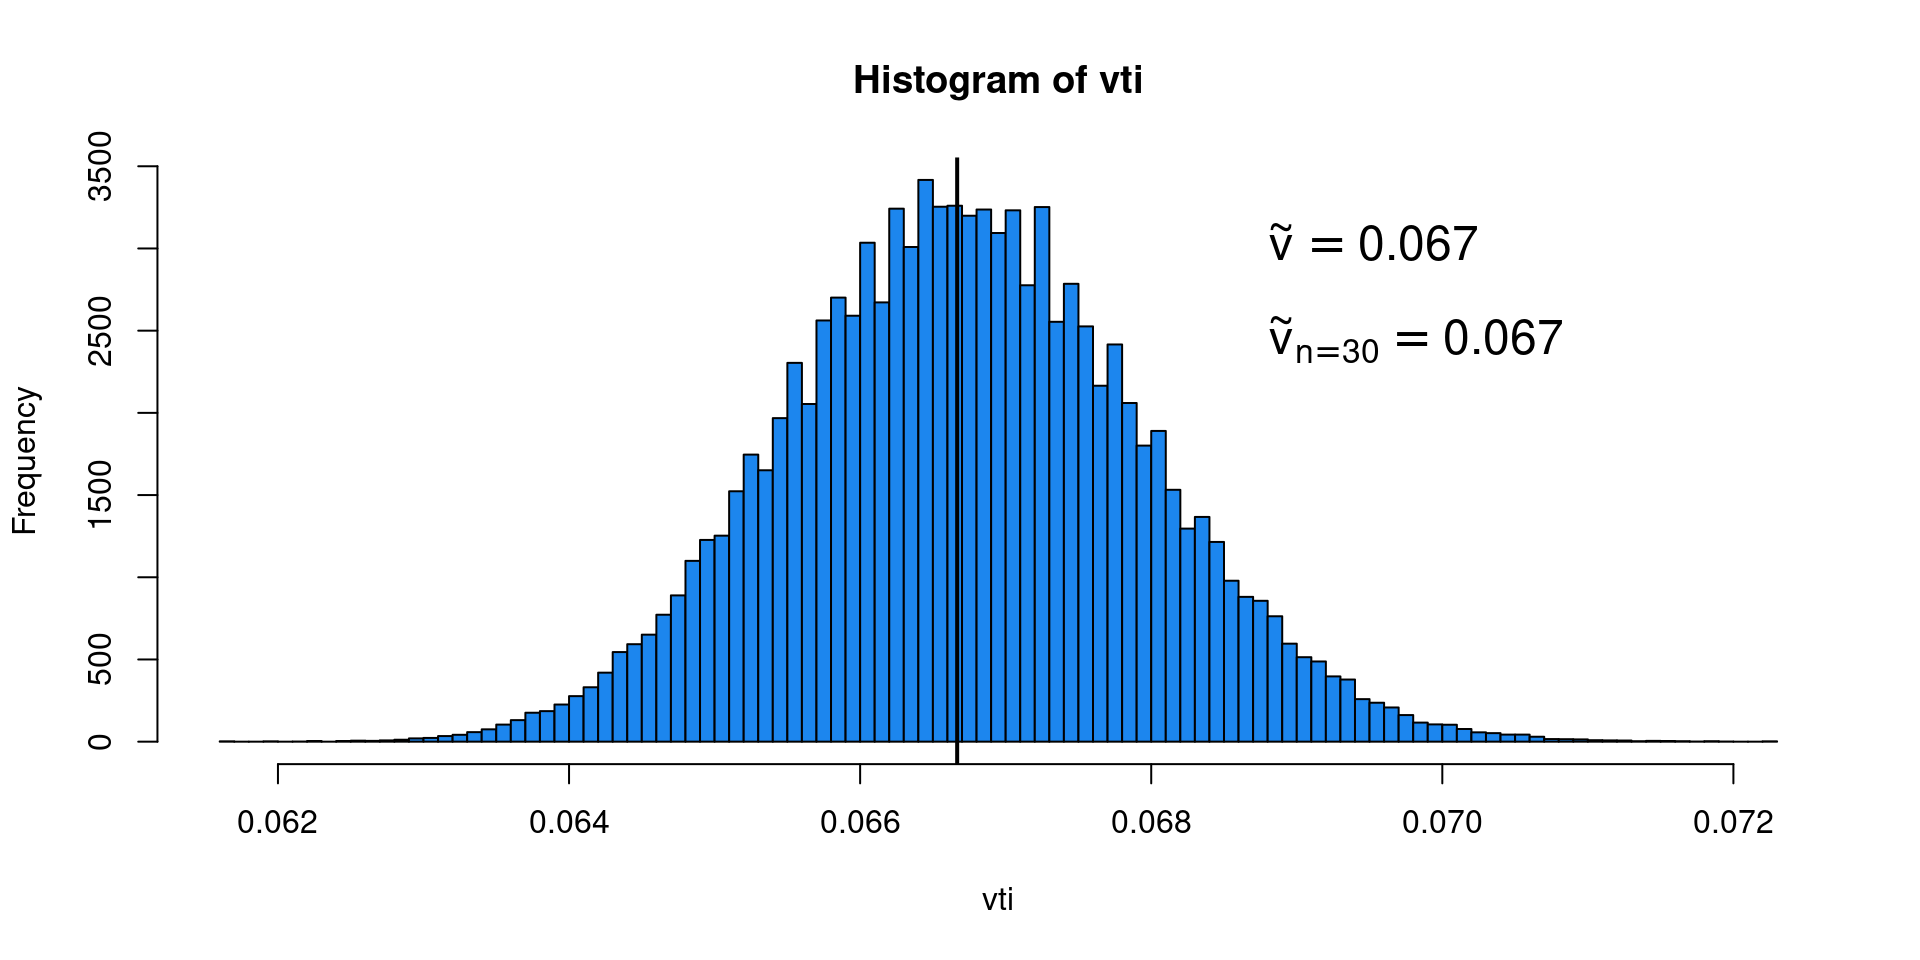 Histogram of vti
3500
2500
1500
500
0
Frequency
ṽ = 0.067
ṽn=30 = 0.067
0.062 0.064 0.066 0.068 0.070 0.072
vti